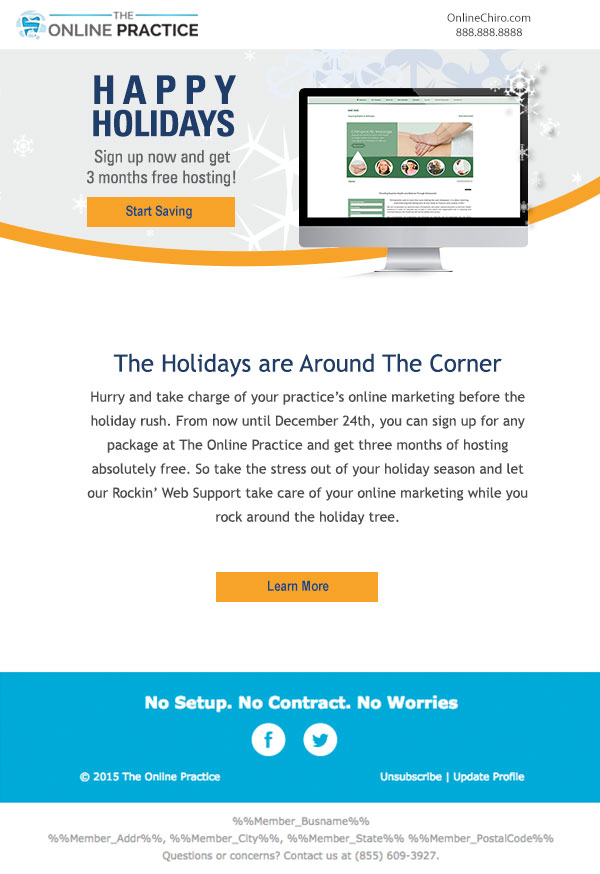 THE
ONLINE PRACTICE
OnlineChiro.com
888.888.8888
HAPPY
HOLIDAYS
Sign up now and get
3 months free hosting!
Start Saving
The Holidays are Around The Corner
Hurry and take charge of your practice’s online marketing before the
holiday rush. From now until December 24th, you can sign up for any
package at The Online Practice and get three months of hosting
absolutely free. So take the stress out of your holiday season and let
our Rockin’ Web Support take care of your online marketing while you
rock around the holiday tree.
Learn More
No Setup. No Contract. No Worries
f
© 2015 The Online Practice
Unsubscribe | Update Profile
%%Member_Busname%%
%%Member_Addr%%, %%Member_City%%, %%Member_State%% %%Member_PostalCode%%
Questions or concerns? Contact us at (855) 609-3927.